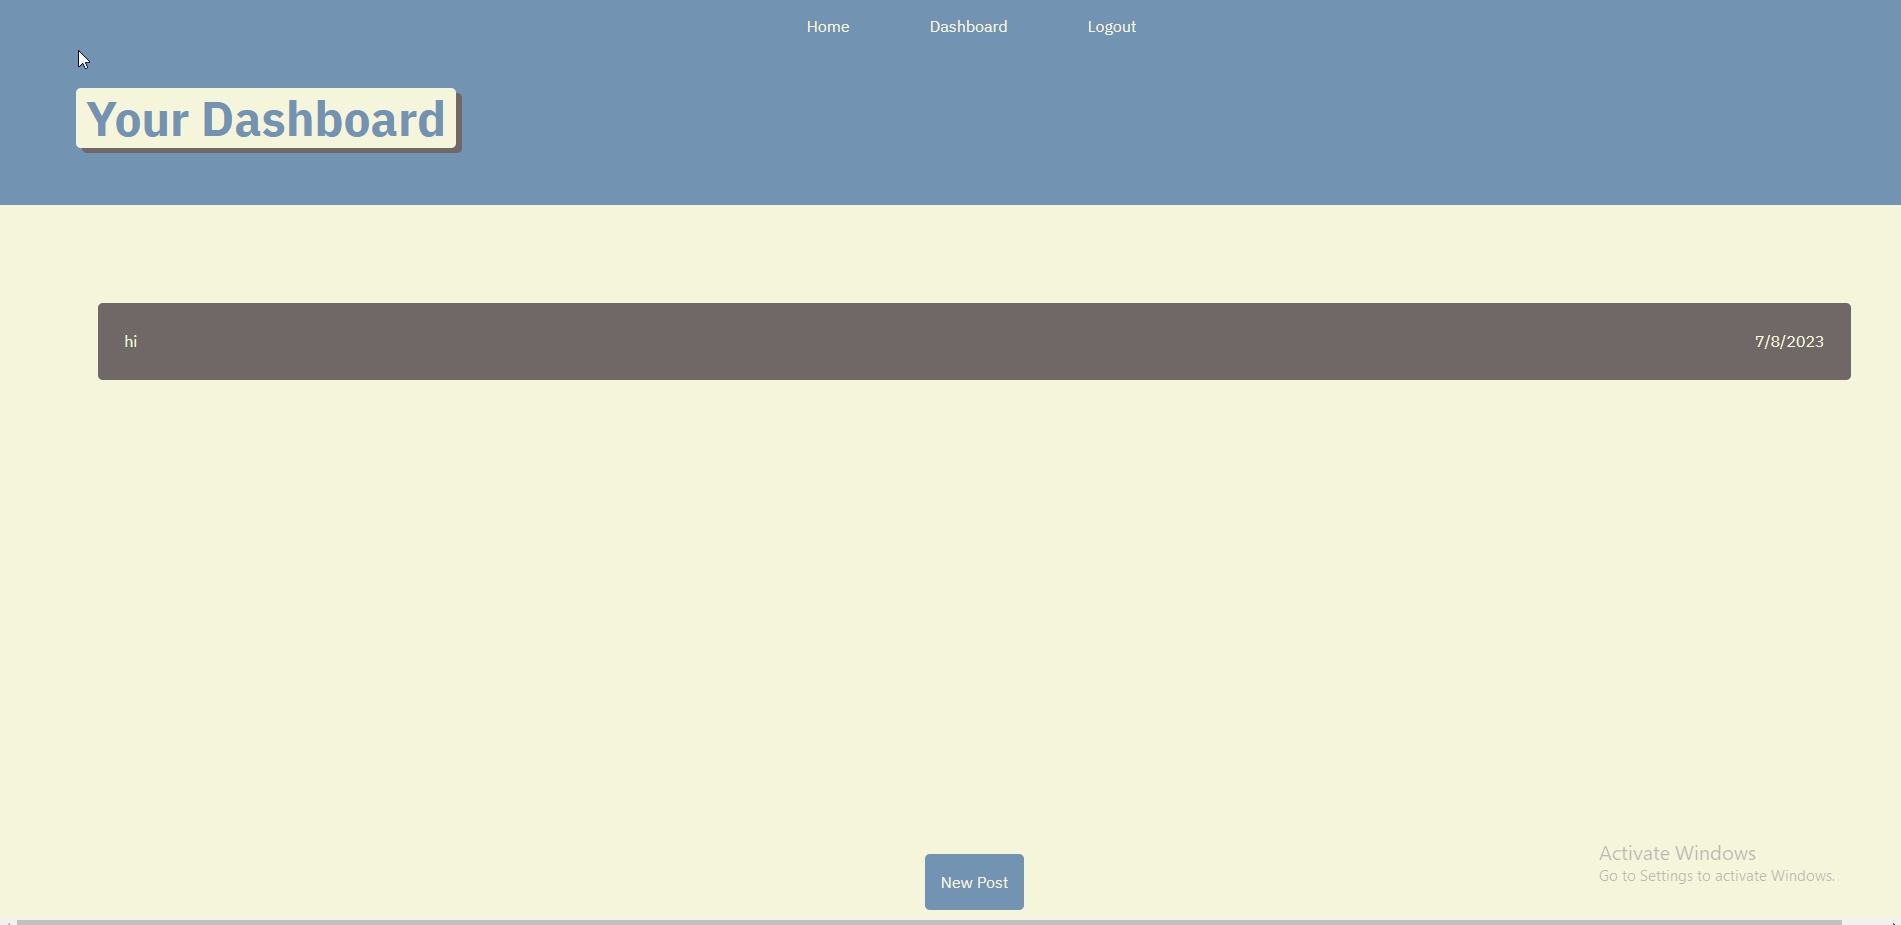 Home Dashboard Logout
Your Dashboard
hi 7/8/2023
New Post
Activate Windows
Go to Settings to activate Windows.